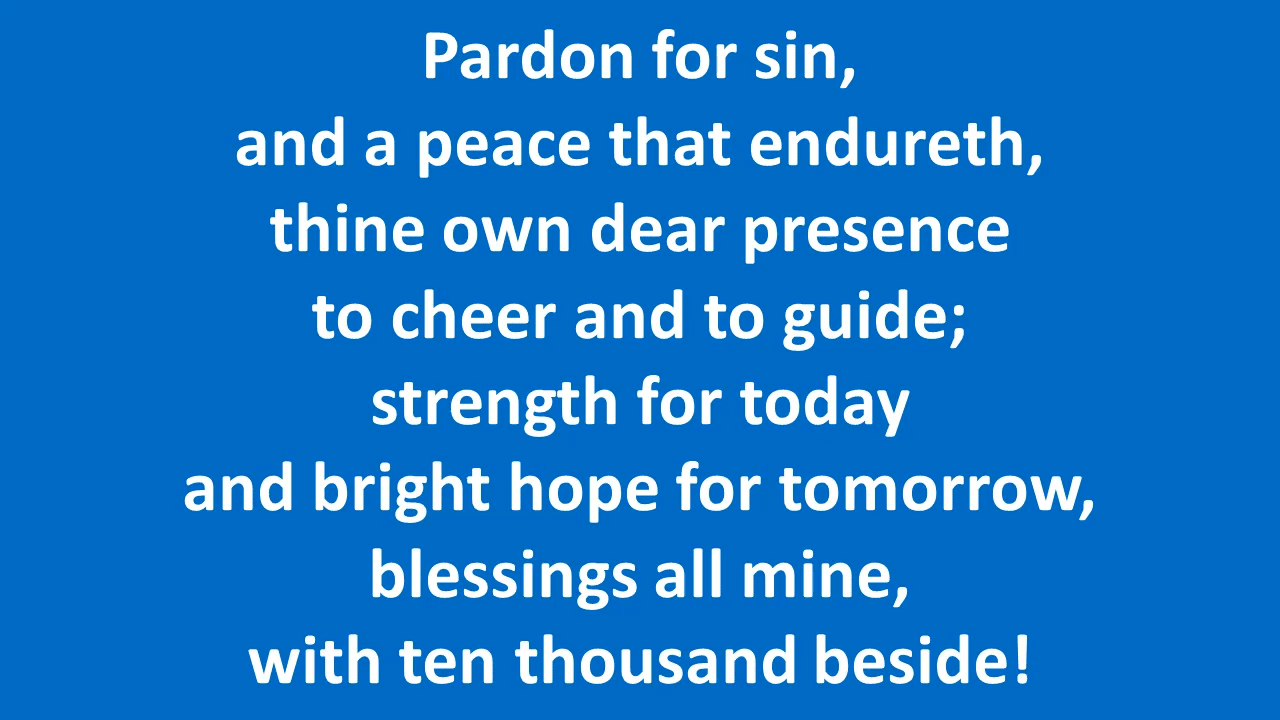 Pardon for sin,
and a peace that endureth,
thine own dear presence
to cheer and to guide;
strength for today
and bright hope for tomorrow,
blessings all mine,
with ten thousand beside!